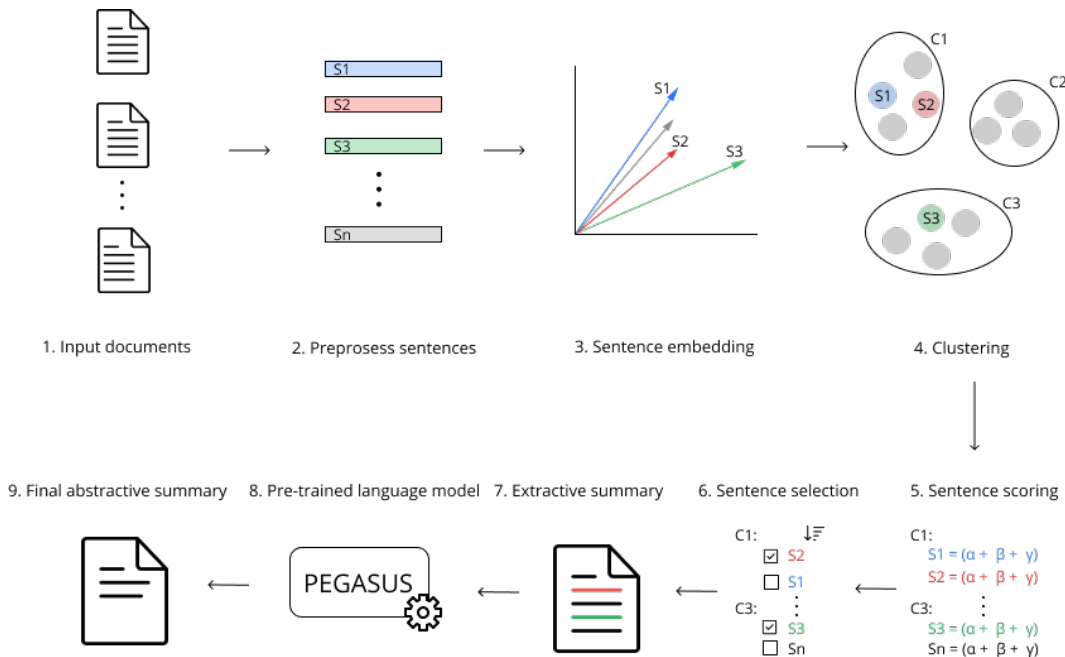 S1
S2
S3
Sn
S1
S2
S3
C1
S1
S2
C2
C3
S3
1. Input documents
2. Preprosess sentences
3. Sentence embedding
4. Clustering
9. Final abstractive summary
8. Pre-trained language model
7. Extractive summary
6. Sentence selection
5. Sentence scoring
PEGASUS
C1:
S2
S1
C3:
S3
Sn
C1:
S1 = (α + β + γ)
S2 = (α + β + γ)
C3:
S3 = (α + β + γ)
Sn = (α + β + γ)